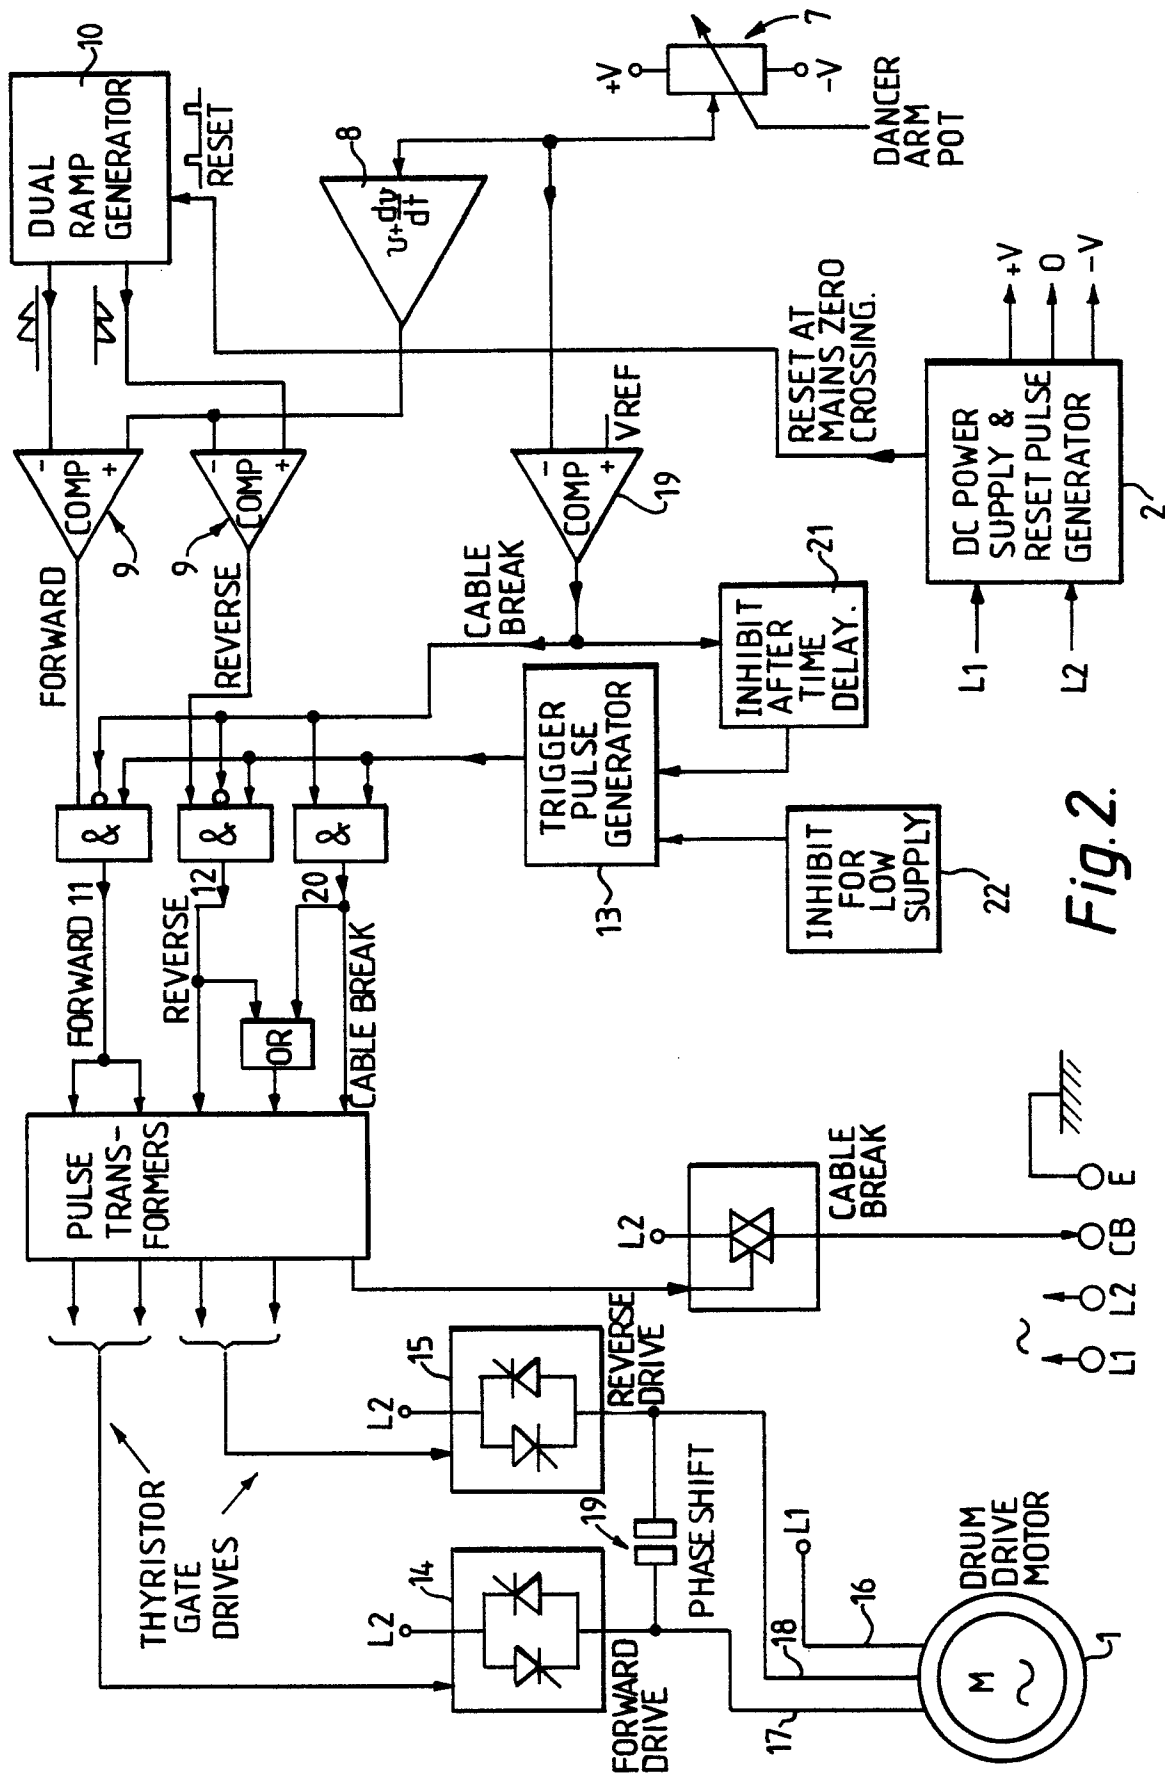 10
DUAL
RAMP
GENERATOR
RESET
8
v+dv/dt
+V
-V
7
DANCER
ARM
POT
-
COMP
+
9
-
COMP
+
9
-
COMP
+
VREF
19
RESET AT
MAINS ZERO
CROSSING.
DC POWER
SUPPLY &
RESET PULSE
GENERATOR
+V
0
-V
L1
L2
2
FORWARD
REVERSE
CABLE
BREAK
INHIBIT
AFTER
TIME
DELAY.
21
TRIGGER
PULSE
GENERATOR
13
INHIBIT
FOR
LOW
SUPPLY
22
&
&
&
FORWARD 11
REVERSE
12
20
OR
CABLE BREAK
PULSE
TRANS-
FORMERS
THYRISTOR
GATE
DRIVES
L2
CABLE
BREAK
L2
15
REVERSE
DRIVE
L2
14
FORWARD
DRIVE
19
PHASE SHIFT
L1
16
18
17
M
~
DRUM
DRIVE
MOTOR
1
~
L1
L2
CB
E
Fig.2.